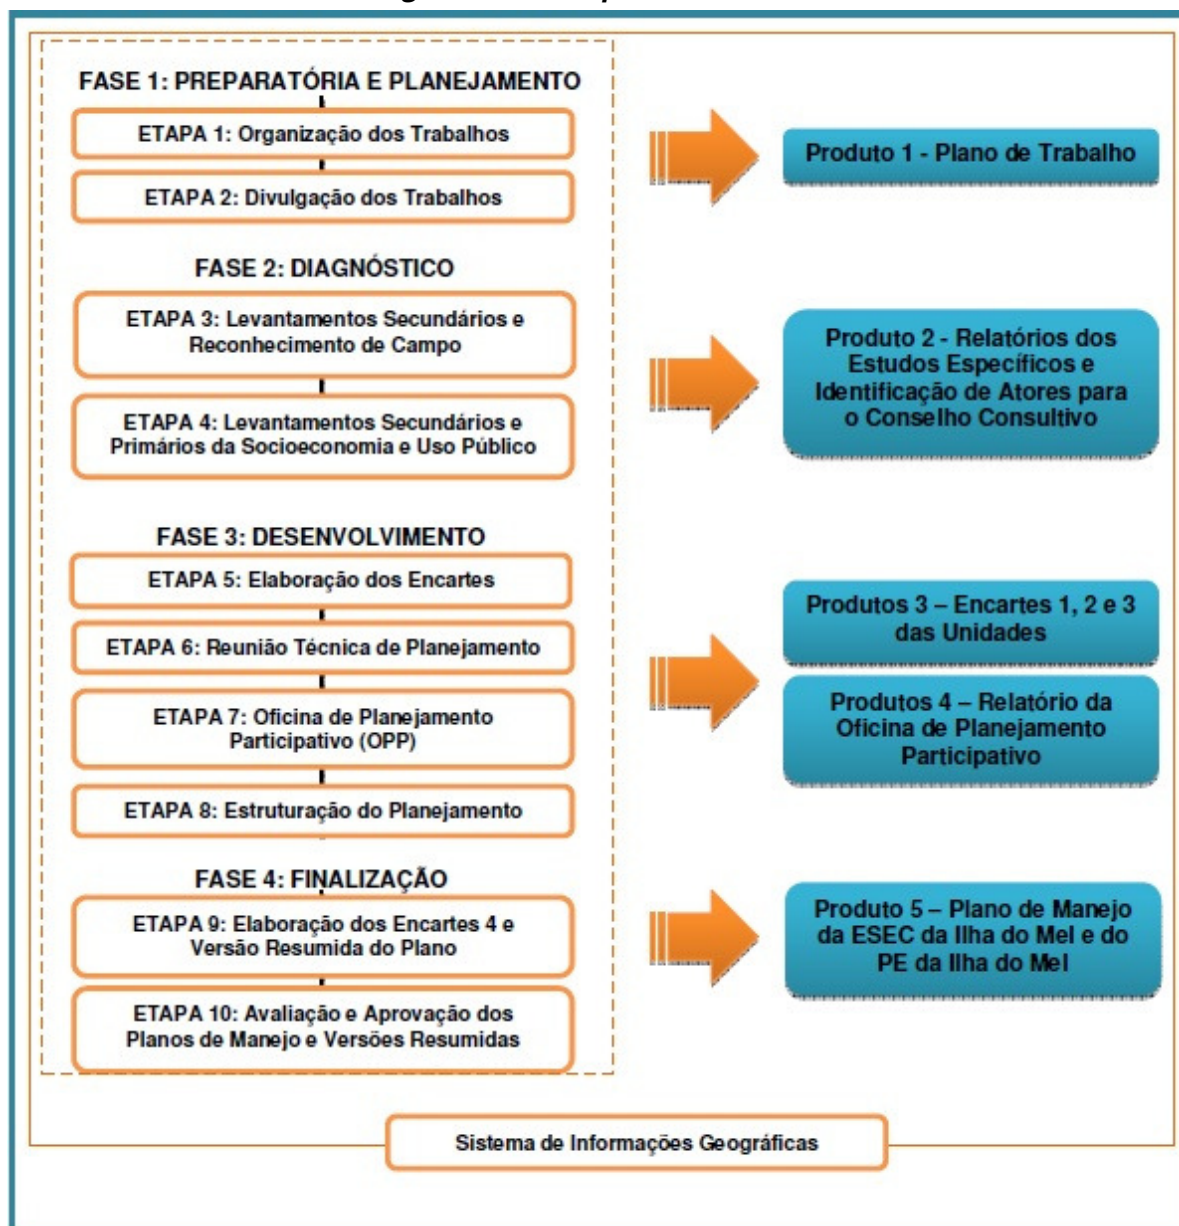 FASE 1: PREPARATÓRIA E PLANEJAMENTO
ETAPA 1: Organização dos Trabalhos
ETAPA 2: Divulgação dos Trabalhos
Produto 1 - Plano de Trabalho
FASE 2: DIAGNÓSTICO
ETAPA 3: Levantamentos Secundários e
Reconhecimento de Campo
ETAPA 4: Levantamentos Secundários e
Primários da Socioeconomia e Uso Público
Produto 2 - Relatórios dos
Estudos Específicos e
Identificação de Atores para
o Conselho Consultivo
FASE 3: DESENVOLVIMENTO
ETAPA 5: Elaboração dos Encartes
ETAPA 6: Reunião Técnica de Planejamento
ETAPA 7: Oficina de Planejamento
Participativo (OPP)
ETAPA 8: Estruturação do Planejamento
Produtos 3 – Encartes 1, 2 e 3
das Unidades
Produtos 4 – Relatório da
Oficina de Planejamento
Participativo
FASE 4: FINALIZAÇÃO
ETAPA 9: Elaboração dos Encartes 4 e
Versão Resumida do Plano
ETAPA 10: Avaliação e Aprovação dos
Planos de Manejo e Versões Resumidas
Produto 5 – Plano de Manejo
da ESEC da Ilha do Mel e do
PE da Ilha do Mel
Sistema de Informações Geográficas